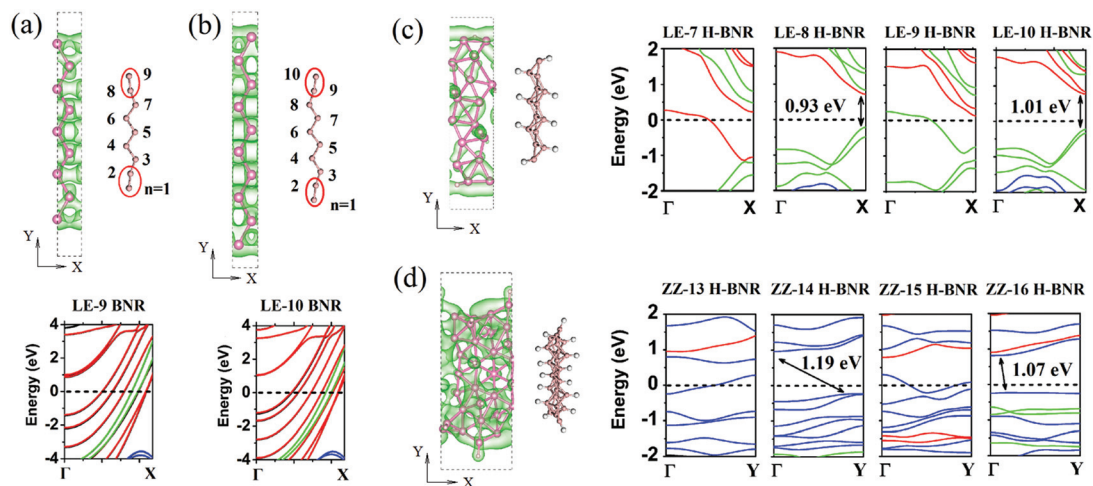 (a)
9
8
7
6
5
4
3
2
n=1
Y
X
(b)
10
9
8
7
6
5
4
3
2
n=1
Y
X
LE-9 BNR
Energy (eV)
4
2
0
-2
-4
Γ
X
LE-10 BNR
Energy (eV)
4
2
0
-2
-4
Γ
X
(c)
Y
X
LE-7 H-BNR
LE-8 H-BNR
LE-9 H-BNR
LE-10 H-BNR
Energy (eV)
2
1
0
-1
-2
0.93 eV
1.01 eV
Γ
X
Γ
X
Γ
X
Γ
X
(d)
Y
X
ZZ-13 H-BNR
ZZ-14 H-BNR
ZZ-15 H-BNR
ZZ-16 H-BNR
Energy (eV)
2
1
0
-1
-2
1.19 eV
1.07 eV
Γ
Y
Γ
Y
Γ
Y
Γ
Y